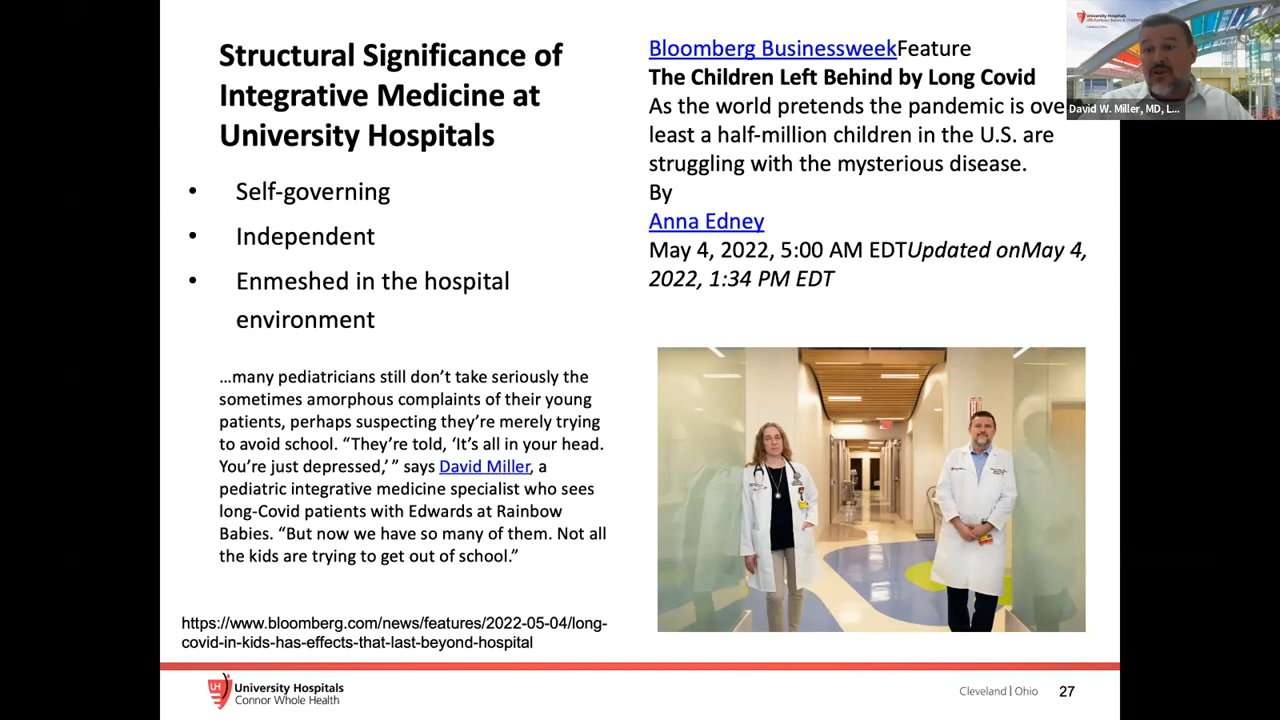 Structural Significance of
Integrative Medicine at
University Hospitals
• Self-governing
• Independent
• Enmeshed in the hospital
environment
…many pediatricians still don’t take seriously the
sometimes amorphous complaints of their young
patients, perhaps suspecting they’re merely trying
to avoid school. “They’re told, ‘It’s all in your head.
You’re just depressed,’ ” says David Miller, a
pediatric integrative medicine specialist who sees
long-Covid patients with Edwards at Rainbow
Babies. “But now we have so many of them. Not all
the kids are trying to get out of school.”
https://www.bloomberg.com/news/features/2022-05-04/long-
covid-in-kids-has-effects-that-last-beyond-hospital
Bloomberg BusinessweekFeature
The Children Left Behind by Long Covid
As the world pretends the pandemic is ove
least a half-million children in the U.S. are
struggling with the mysterious disease.
By
Anna Edney
May 4, 2022, 5:00 AM EDTUpdated onMay 4,
2022, 1:34 PM EDT
University Hospitals
David W. Miller, MD, L...
UH University Hospitals
Connor Whole Health
Cleveland | Ohio 27